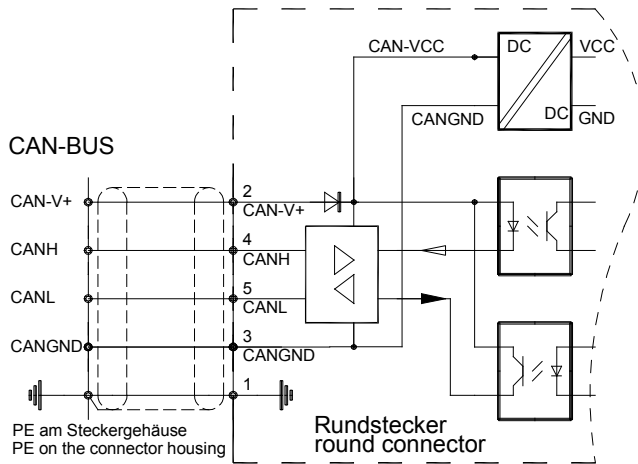 CAN-VCC
DC
VCC
CANGND
DC
GND
CAN-BUS
CAN-V+
2
CAN-V+
CANH
4
CANH
CANL
5
CANL
CANGND
3
CANGND
1
PE am Steckergehäuse
PE on the connector housing
Rundstecker
round connector